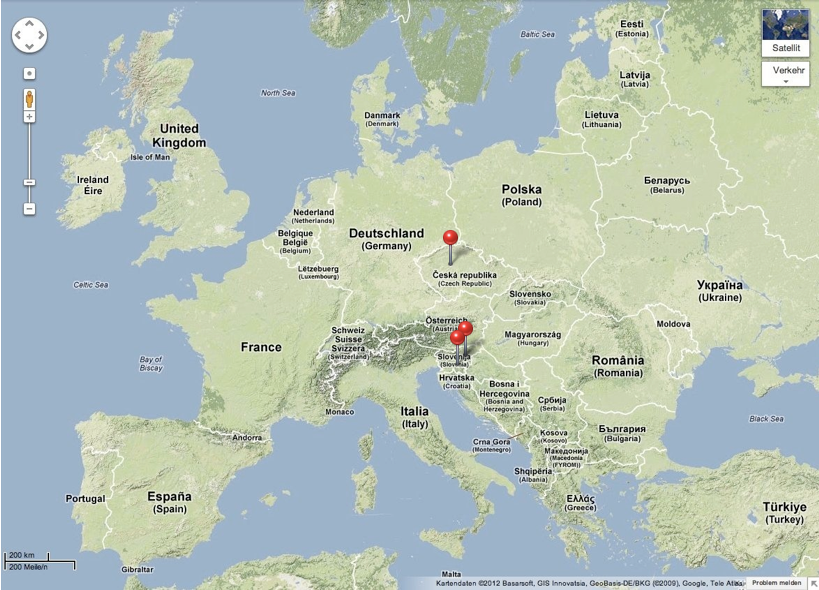 Eesti
(Estonia)
Baltic Sea
Satellit
Verkehr
Latvija
(Latvia)
North Sea
Danmark
(Denmark)
Lietuva
(Lithuania)
United
Kingdom
Isle of Man
Ireland
Éire
Беларусь
(Belarus)
Polska
(Poland)
Nederland
(Netherlands)
Deutschland
(Germany)
Belgique
België
(Belgium)
Lëtzebuerg
(Luxembourg)
Česká republika
(Czech Republic)
Celtic Sea
Україна
(Ukraine)
Slovensko
(Slovakia)
Österreich
(Austria)
Moldova
Schweiz
Suisse
Svizzera
(Switzerland)
Magyarország
(Hungary)
France
Slovenija
(Slovenia)
Bay of
Biscay
România
(Romania)
Hrvatska
(Croatia)
Bosna i
Hercegovina
(Bosnia and
Herzegovina)
Србија
(Serbia)
Monaco
Italia
(Italy)
Black Sea
България
(Bulgaria)
Andorra
Kosova
(Kosovo)
Crna Gora
(Montenegro)
Македонија
(Macedonia
(FYROM))
Shqipëria
(Albania)
Portugal
España
(Spain)
Ελλάς
(Greece)
Türkiye
(Turkey)
200 km
200 Meile/n
Gibraltar
Malta
Kartendaten ©2012 Basarsoft, GIS Innovatsia, GeoBasis-DE/BKG (©2009), Google, Tele Atlas
Problem melden